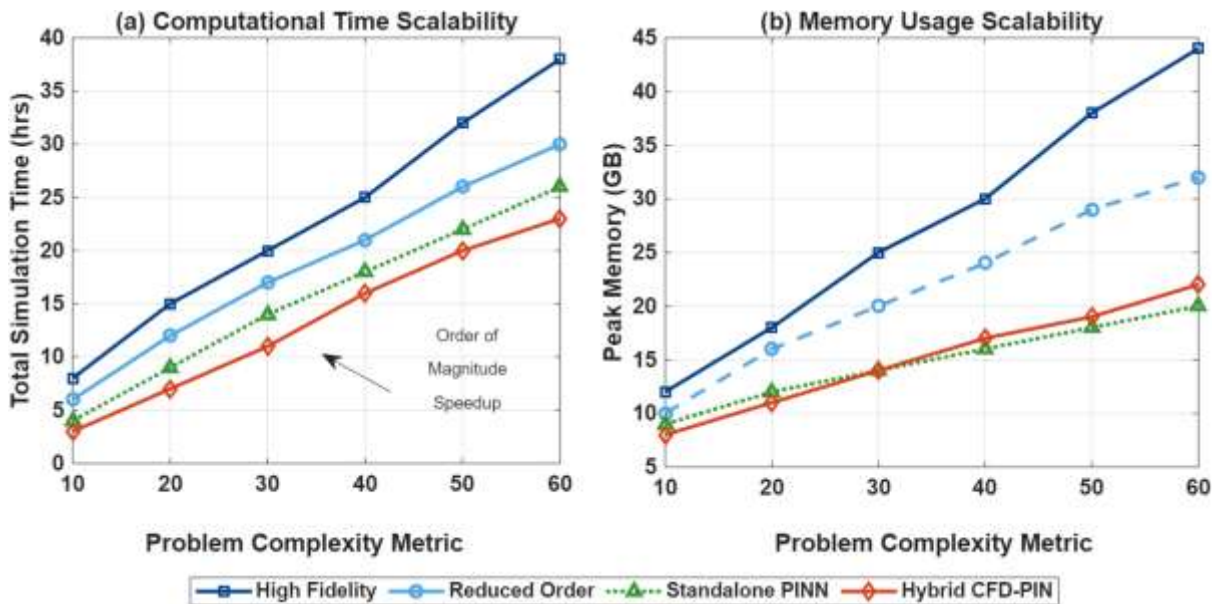 (a) Computational Time Scalability
40
35
30
25
20
15
10
5
0
Total Simulation Time (hrs)
10 20 30 40 50 60
Problem Complexity Metric
Order of
Magnitude
Speedup
(b) Memory Usage Scalability
45
40
35
30
25
20
15
10
5
Peak Memory (GB)
10 20 30 40 50 60
Problem Complexity Metric
High Fidelity Reduced Order Standalone PINN Hybrid CFD-PIN